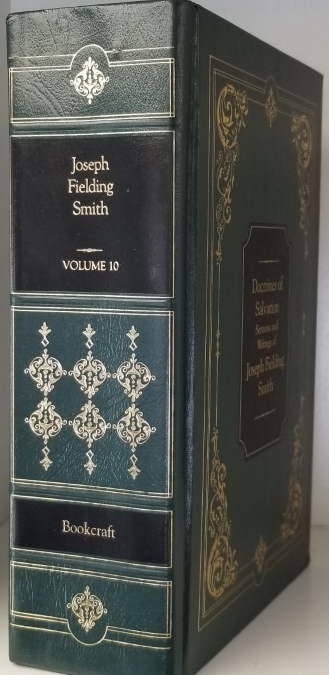 Joseph
Fielding
Smith
VOLUME 10
Bookcraft
Doctrines of
Salvation
Sermons and
Writings of
Joseph Fielding
Smith